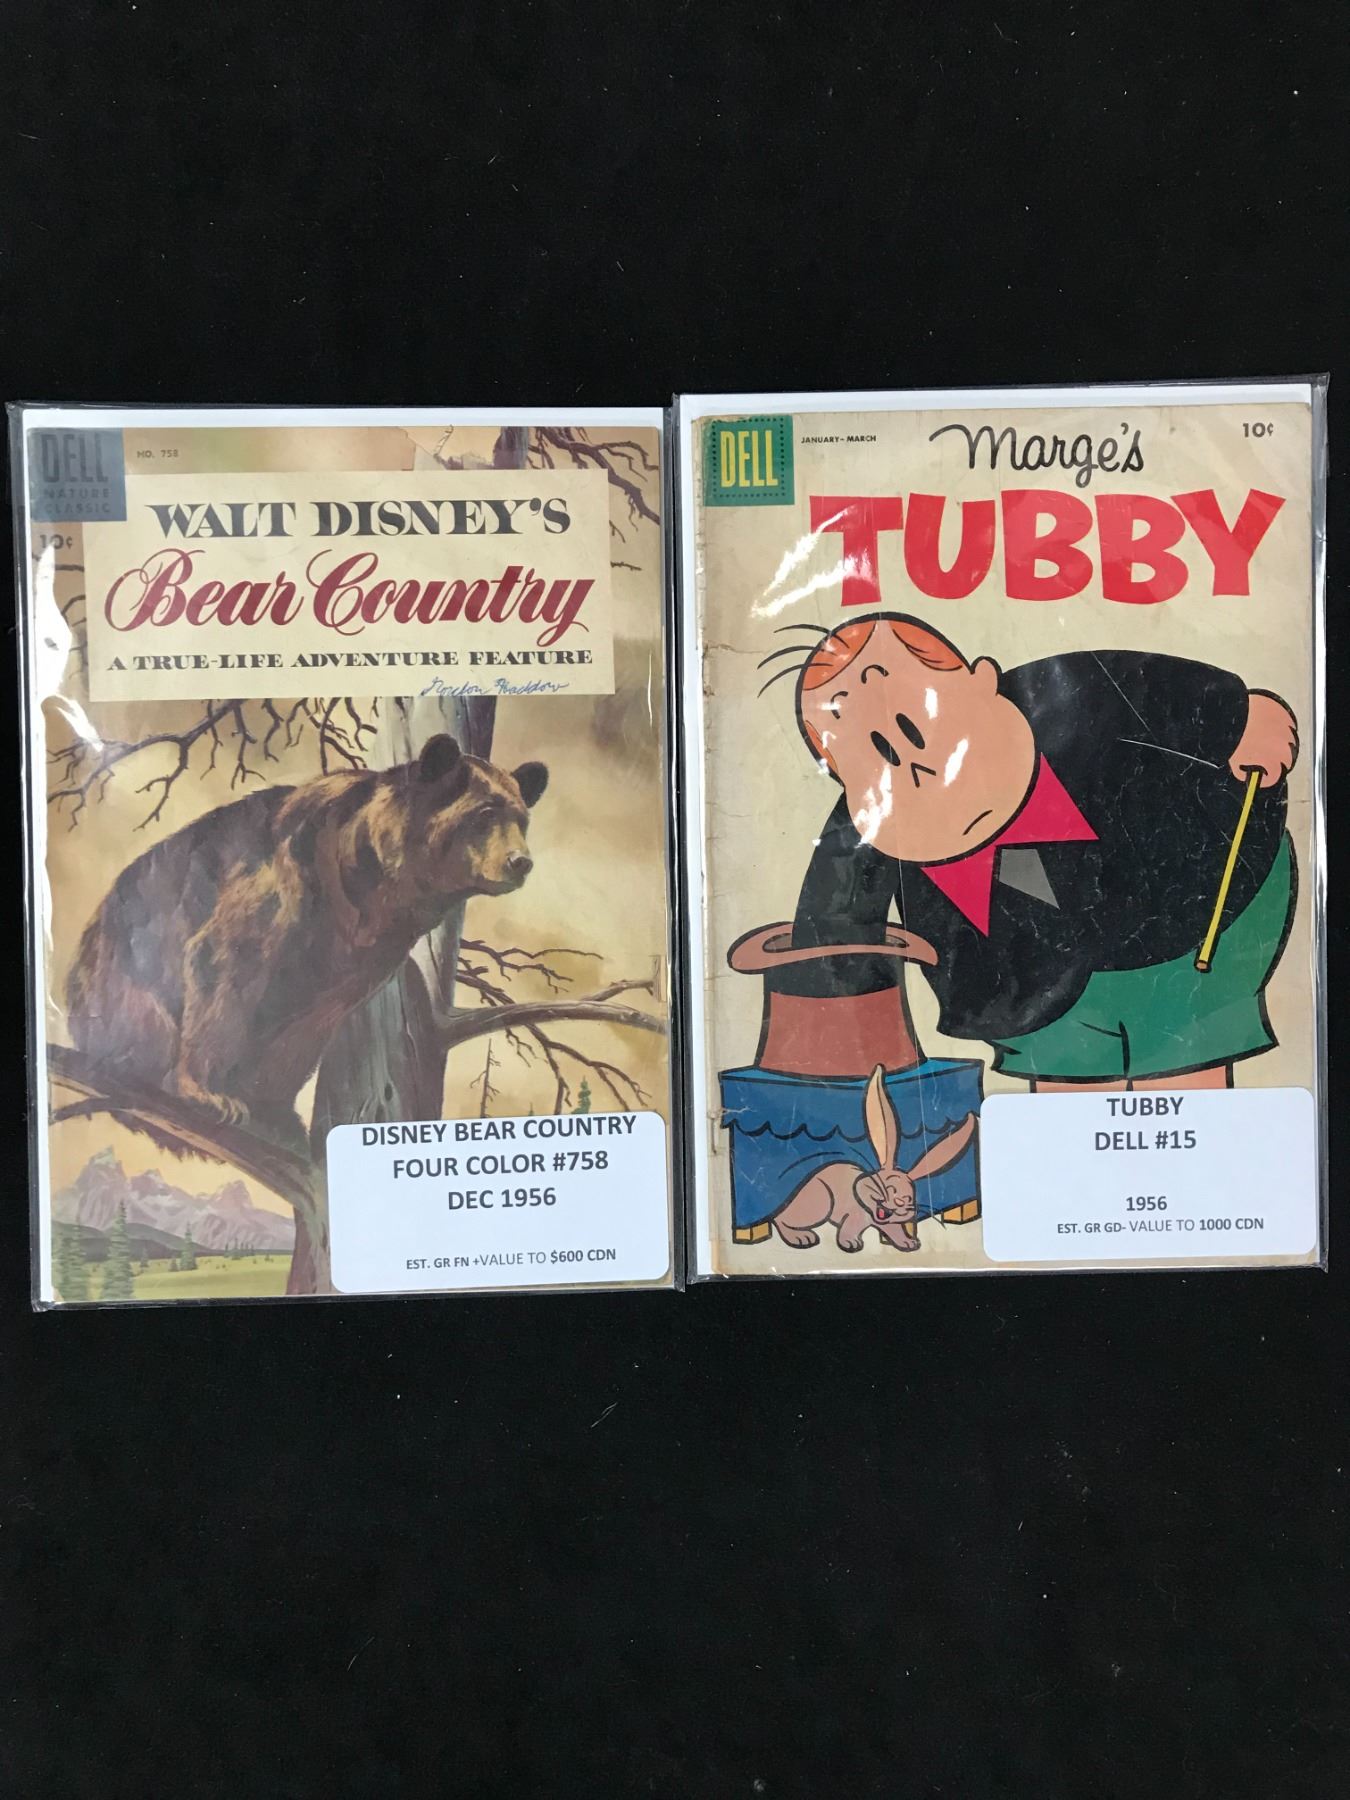 DELL
NATURE
CLASSIC
NO. 758
10¢
WALT DISNEY'S
Bear Country
A TRUE-LIFE ADVENTURE FEATURE
Gordon Haddow
DISNEY BEAR COUNTRY
FOUR COLOR #758
DEC 1956
EST. GR FN +VALUE TO $600 CDN
DELL
JANUARY-MARCH
Marge's
10¢
TUBBY
TUBBY
DELL #15
1956
EST. GR GD- VALUE TO 1000 CDN